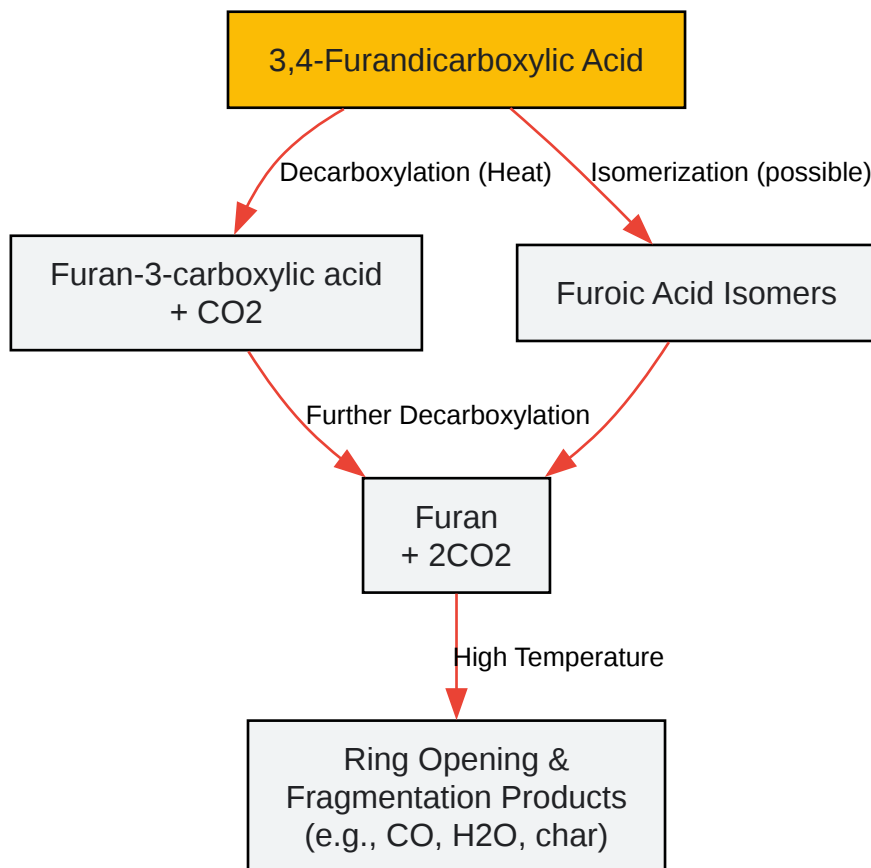 3,4-Furandicarboxylic Acid
Decarboxylation (Heat)
Isomerization (possible)
Furan-3-carboxylic acid
+ CO2
Furoic Acid Isomers
Further Decarboxylation
Furan
+ 2CO2
High Temperature
Ring Opening &
Fragmentation Products
(e.g., CO, H2O, char)